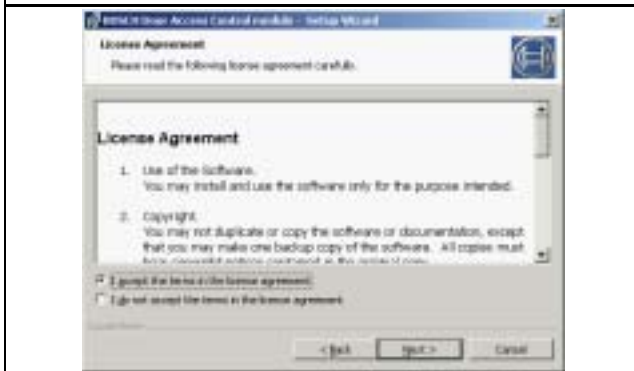 BOSCH Door Access Control module - Setup Wizard
License Agreement
Please read the following license agreement carefully.
License Agreement
1. Use of the Software.
You may install and use the software only for the purpose intended.
2. Copyright.
You may not duplicate or copy the software or documentation, except
that you may make one backup copy of the software. All copies must
I accept the terms in the license agreement
I do not accept the terms in the license agreement
< Back
Next >
Cancel